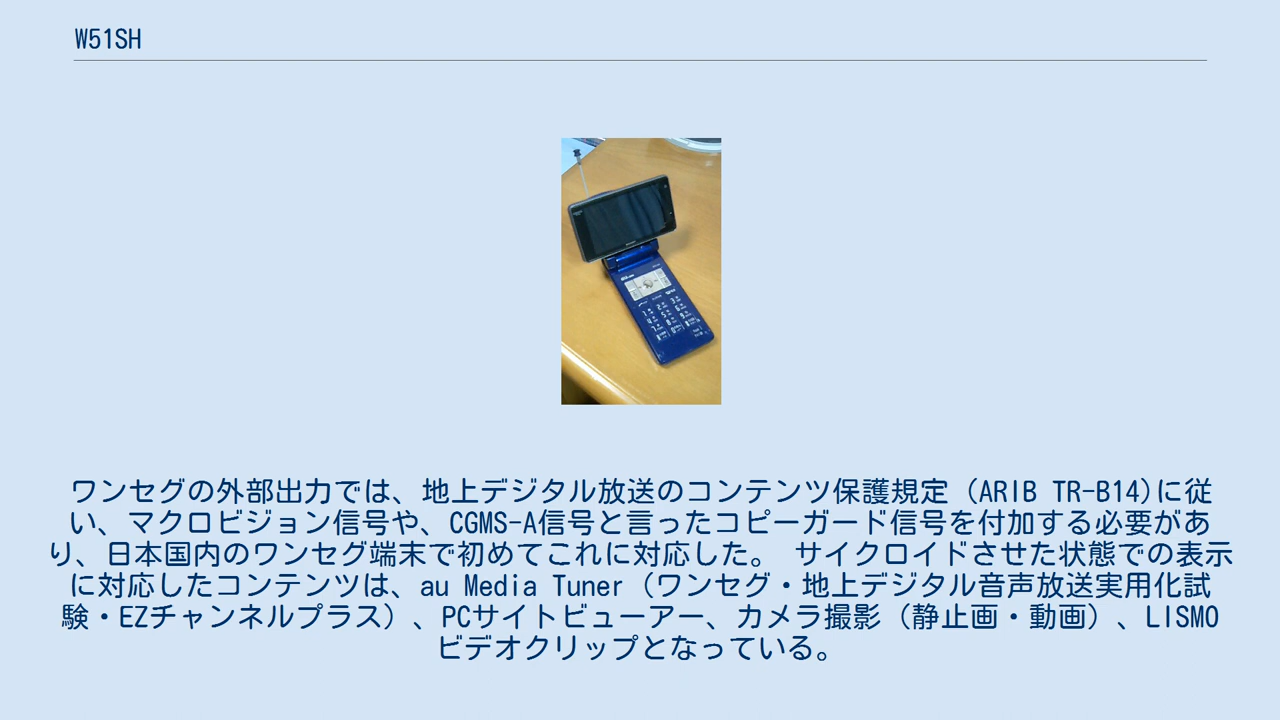 W51SH
ワンセグの外部出力では、地上デジタル放送のコンテンツ保護規定（ARIB TR-B14)に従
い、マクロビジョン信号や、CGMS-A信号と言ったコピーガード信号を付加する必要があ
り、日本国内のワンセグ端末で初めてこれに対応した。 サイクロイドさせた状態での表示
に対応したコンテンツは、au Media Tuner（ワンセグ・地上デジタル音声放送実用化試
験・EZチャンネルプラス）、PCサイトビューアー、カメラ撮影（静止画・動画）、LISMO
ビデオクリップとなっている。